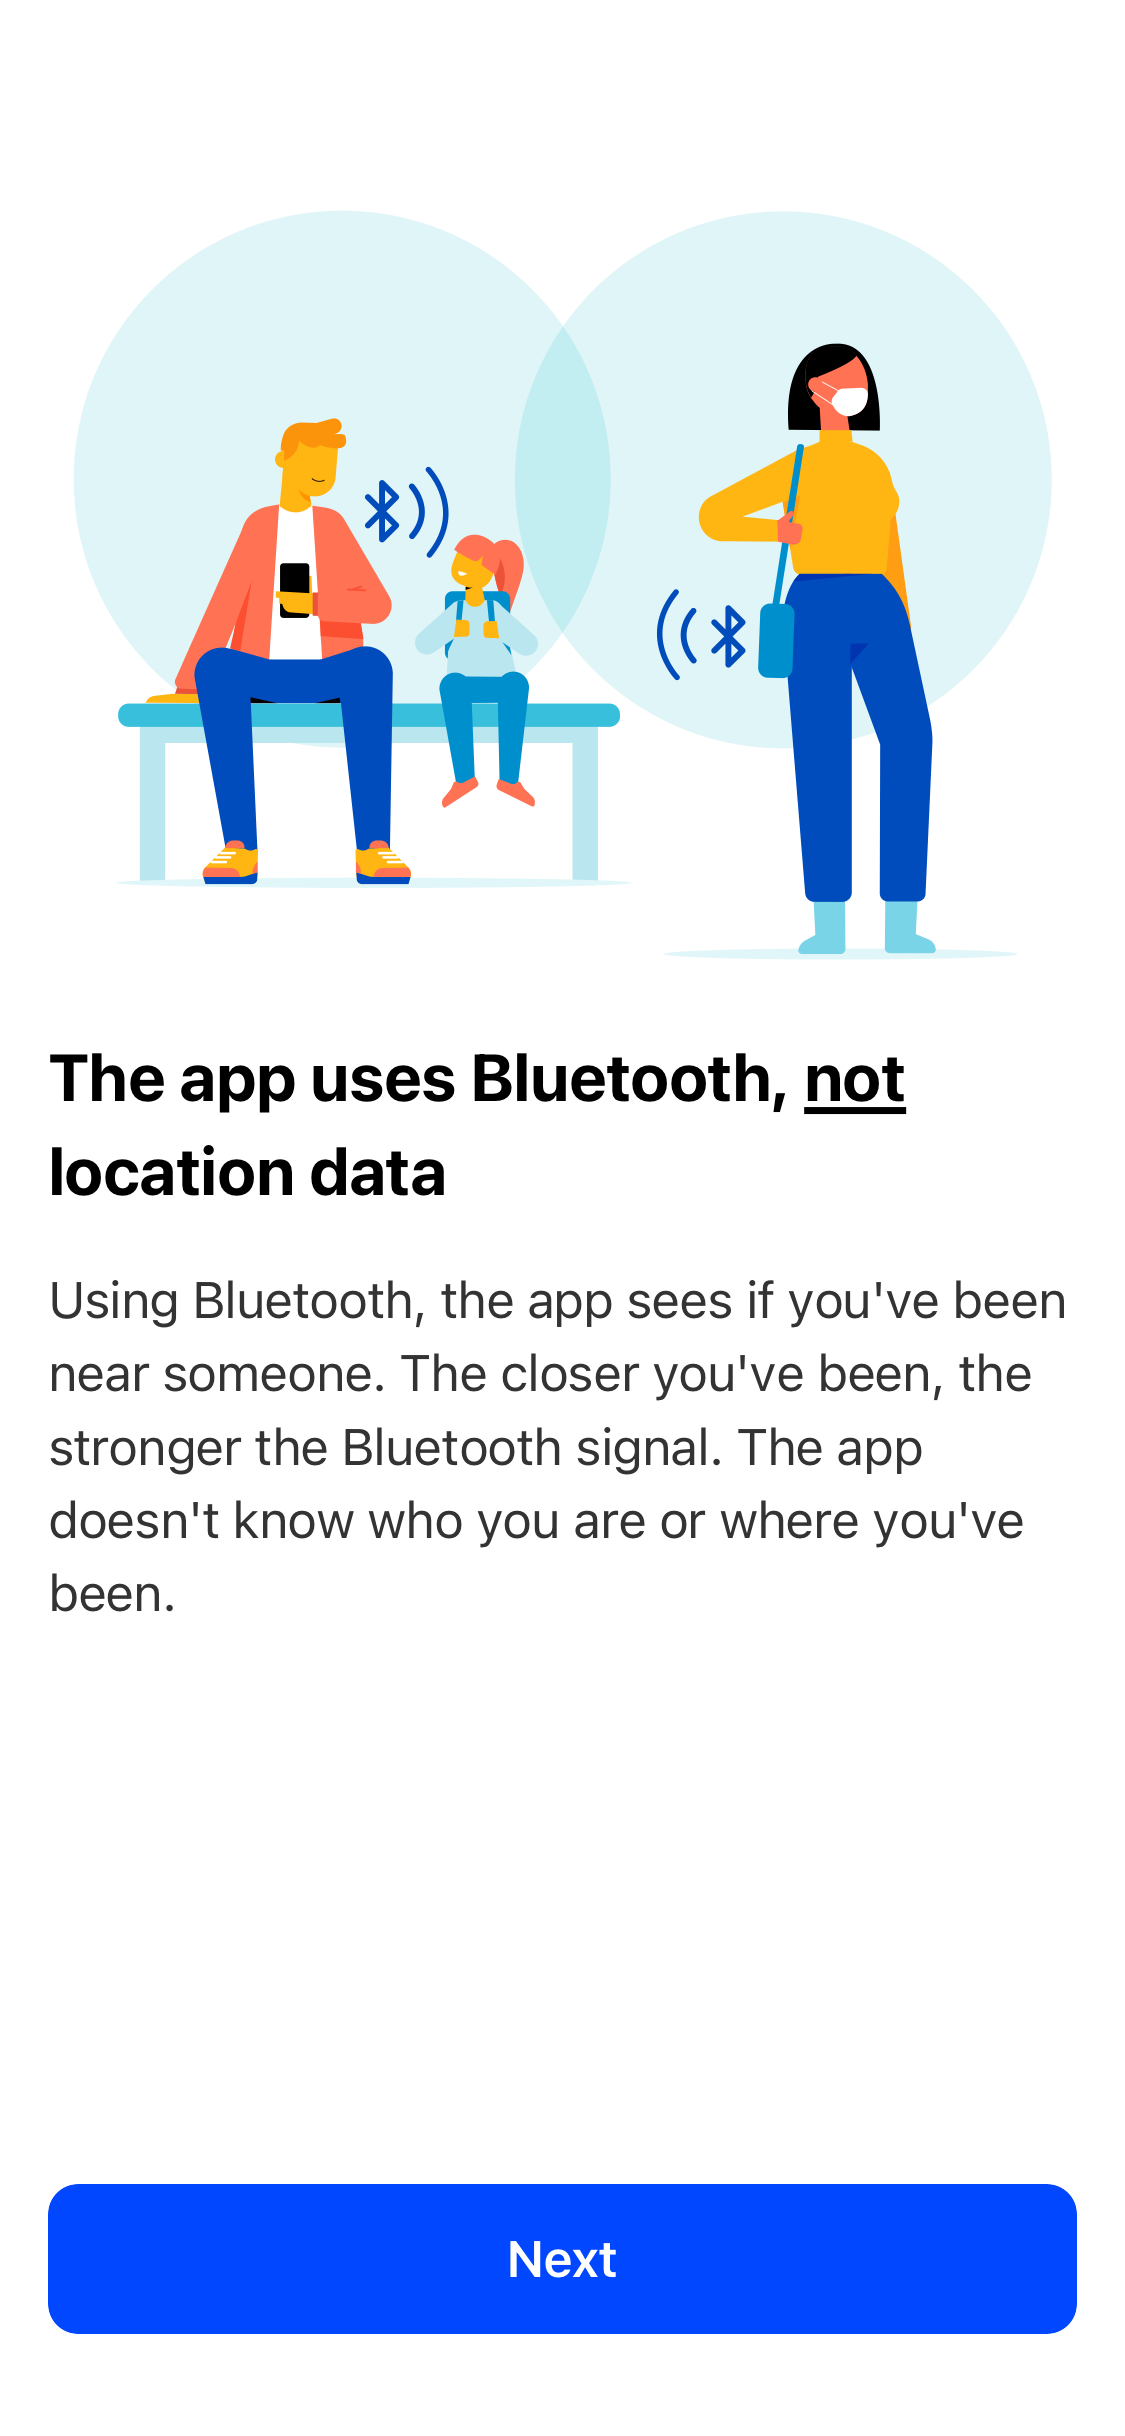 The app uses Bluetooth, not
location data
Using Bluetooth, the app sees if you've been
near someone. The closer you've been, the
stronger the Bluetooth signal. The app
doesn't know who you are or where you've
been.
Next